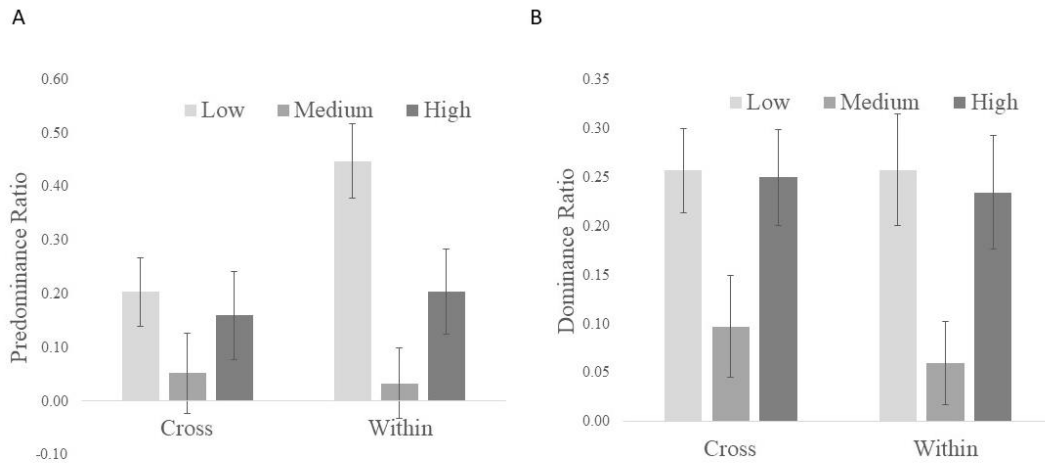 A
Predominance Ratio
0.60
0.50
0.40
0.30
0.20
0.10
0.00
-0.10
Low Medium High
Cross Within
B
Dominance Ratio
0.35
0.30
0.25
0.20
0.15
0.10
0.05
0.00
Low Medium High
Cross Within